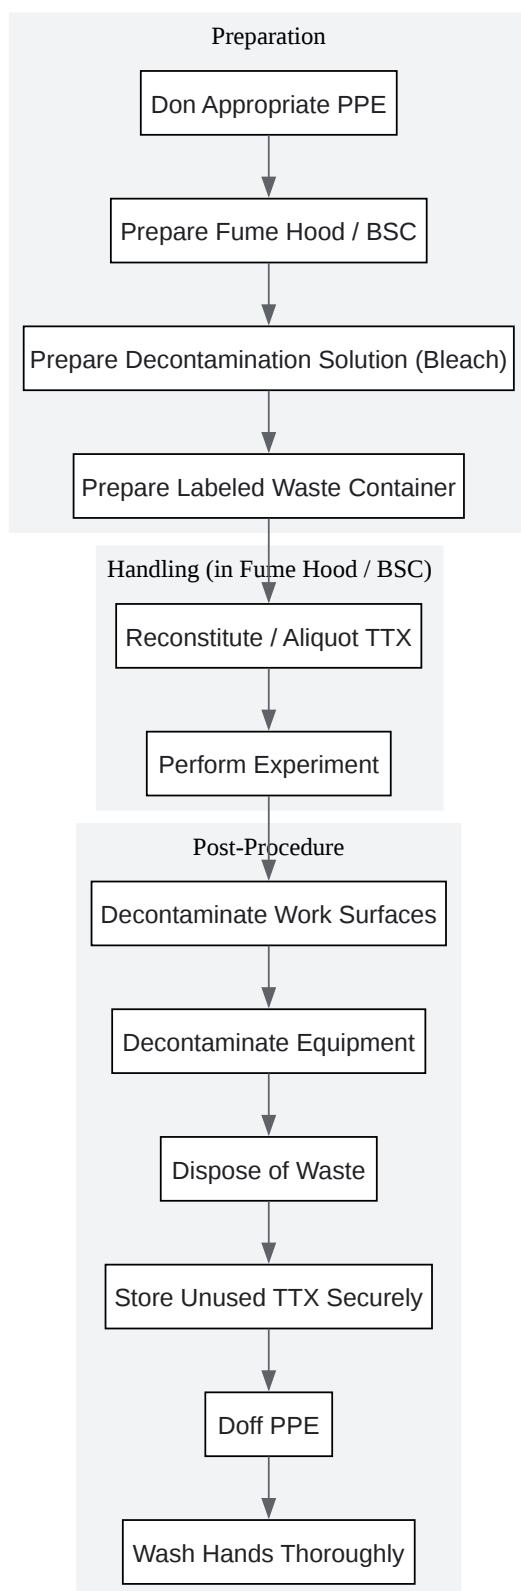 Preparation
Don Appropriate PPE
Prepare Fume Hood / BSC
Prepare Decontamination Solution (Bleach)
Prepare Labeled Waste Container
Handling (in Fume Hood / BSC)
Reconstitute / Aliquot TTX
Perform Experiment
Post-Procedure
Decontaminate Work Surfaces
Decontaminate Equipment
Dispose of Waste
Store Unused TTX Securely
Doff PPE
Wash Hands Thoroughly